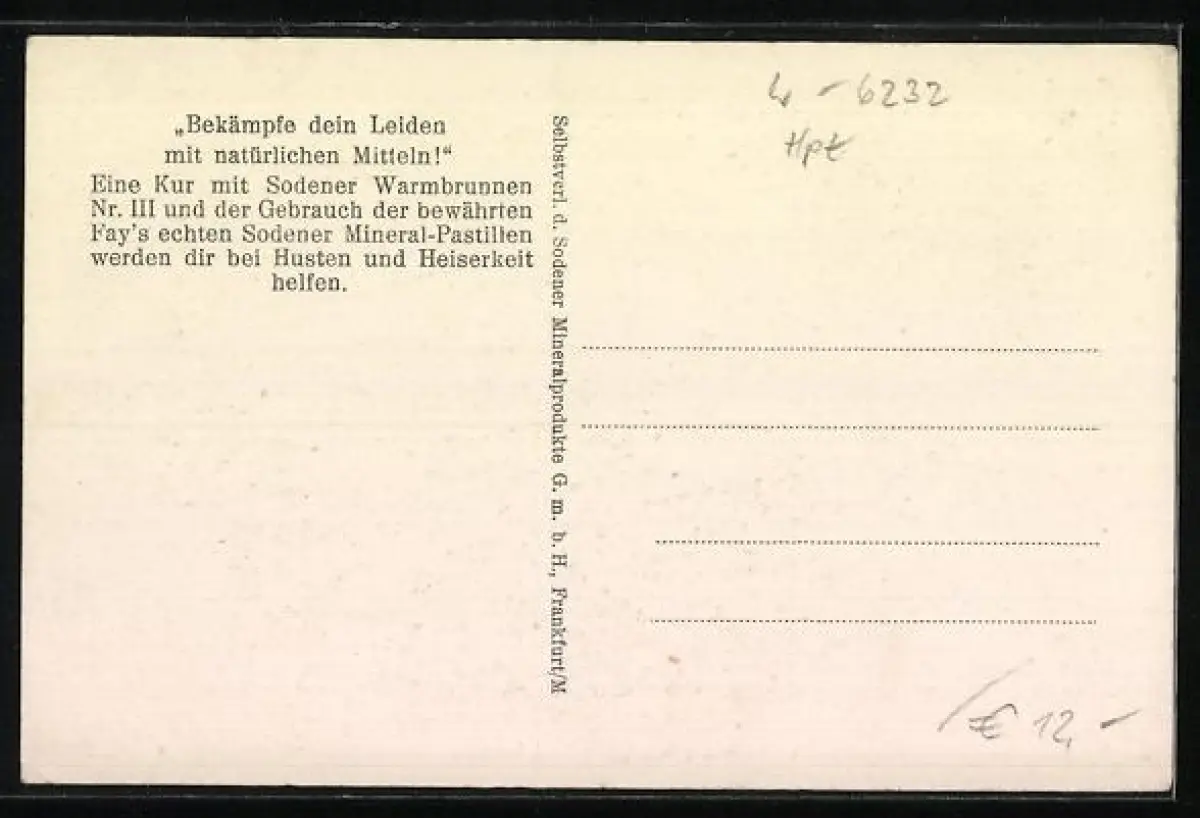 „Bekämpfe dein Leiden
mit natürlichen Mitteln!“
Eine Kur mit Sodener Warmbrunnen
Nr. III und der Gebrauch der bewährten
Fay's echten Sodener Mineral-Pastillen
werden dir bei Husten und Heiserkeit
helfen.
Selbstverl. d. Sodener Mineralprodukte G. m. b. H., Frankfurt/M
- 6232
Hpt
€ 12,-